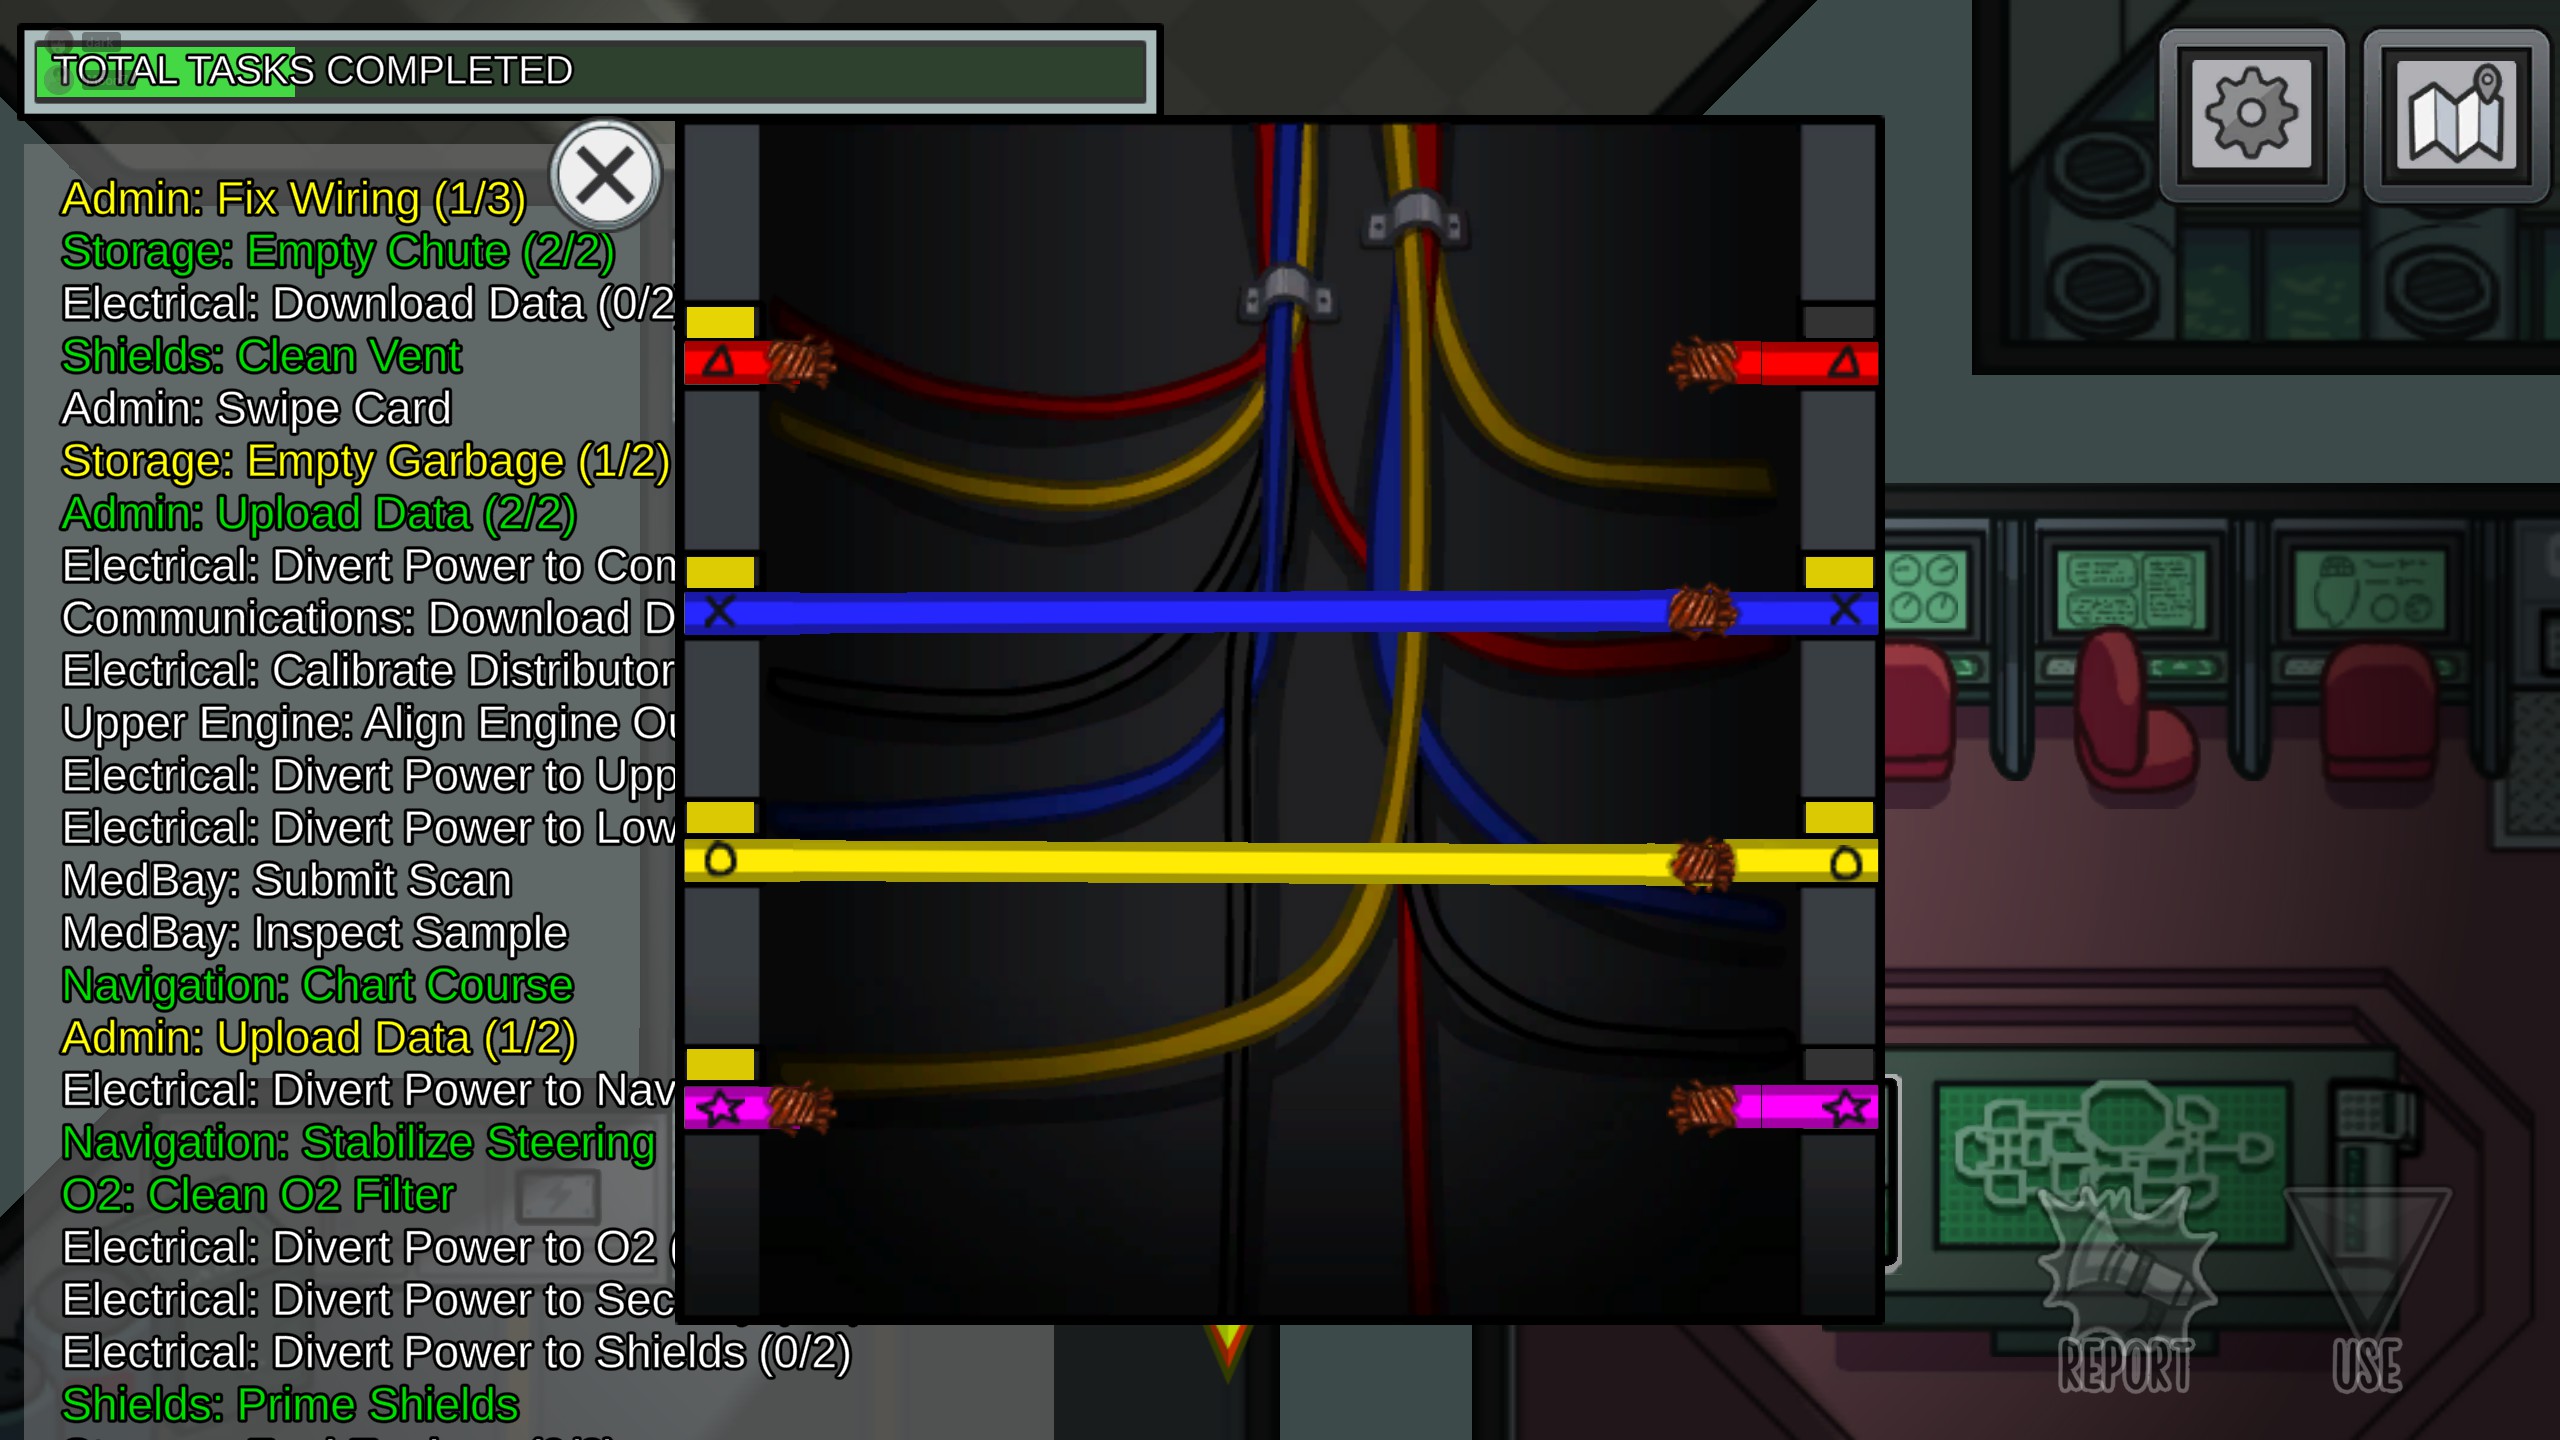 TOTAL TASKS COMPLETED
Admin: Fix Wiring (1/3)
Storage: Empty Chute (2/2)
Electrical: Download Data (0/2
Shields: Clean Vent
Admin: Swipe Card
Storage: Empty Garbage (1/2)
Admin: Upload Data (2/2)
Electrical: Divert Power to Com
Communications: Download D
Electrical: Calibrate Distributor
Upper Engine: Align Engine Ou
Electrical: Divert Power to Upp
Electrical: Divert Power to Low
MedBay: Submit Scan
MedBay: Inspect Sample
Navigation: Chart Course
Admin: Upload Data (1/2)
Electrical: Divert Power to Nav
Navigation: Stabilize Steering
O2: Clean O2 Filter
Electrical: Divert Power to O2 (
Electrical: Divert Power to Sec
Electrical: Divert Power to Shields (0/2)
Shields: Prime Shields
REPORT
USE